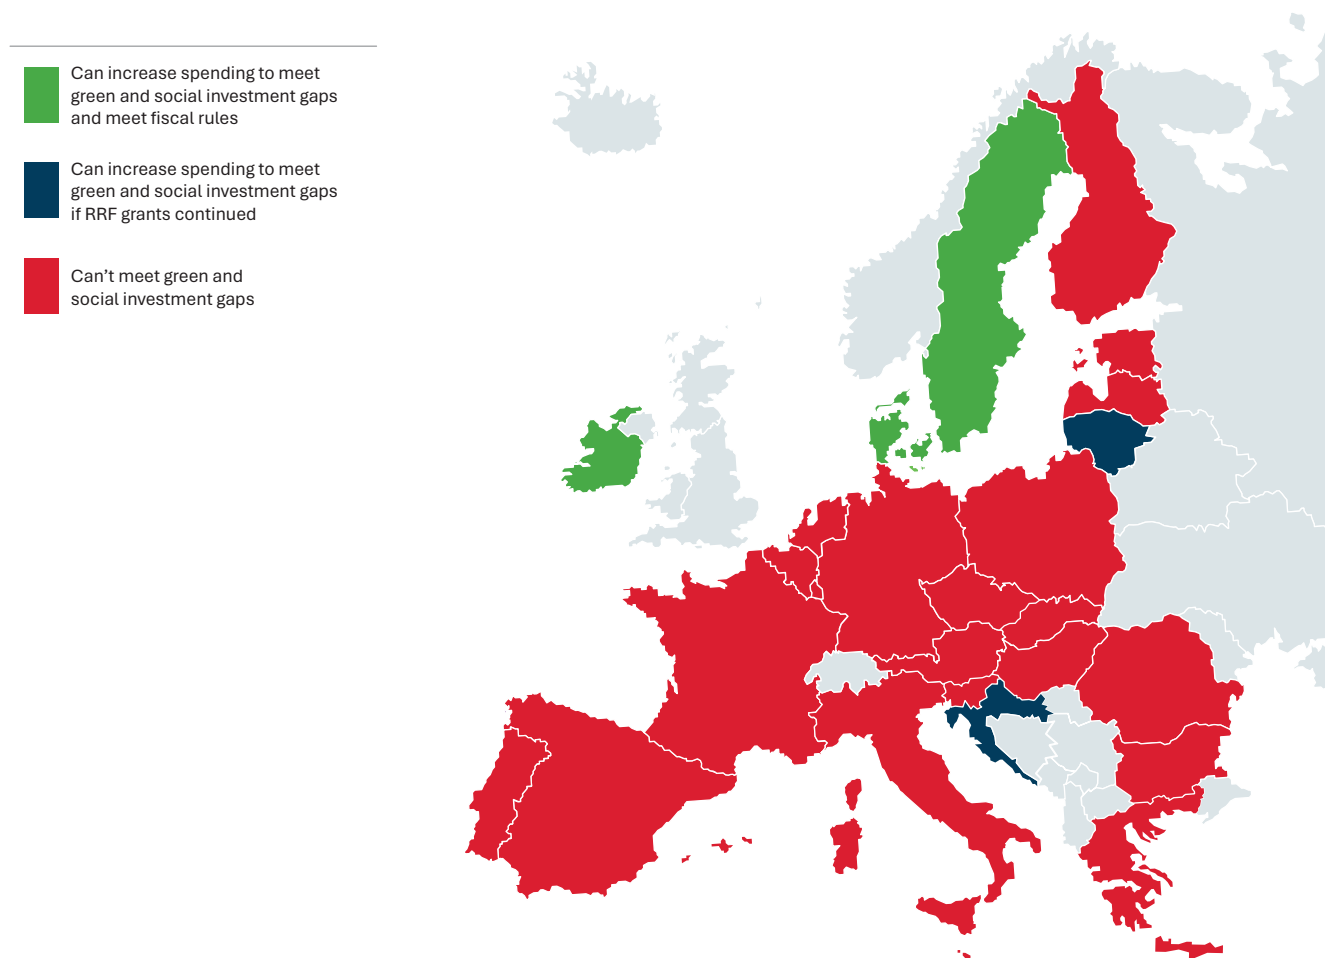 Can increase spending to meet
green and social investment gaps
and meet fiscal rules
Can increase spending to meet
green and social investment gaps
if RRF grants continued
Can’t meet green and
social investment gaps